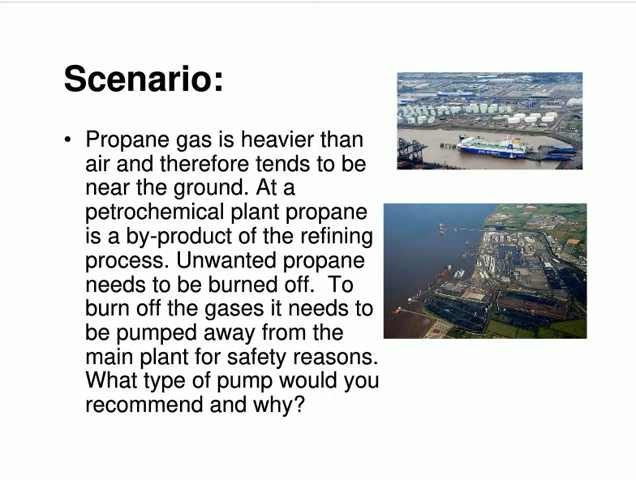 Scenario:
• Propane gas is heavier than
air and therefore tends to be
near the ground. At a
petrochemical plant propane
is a by-product of the refining
process. Unwanted propane
needs to be burned off.  To
burn off the gases it needs to
be pumped away from the
main plant for safety reasons.
What type of pump would you
recommend and why?